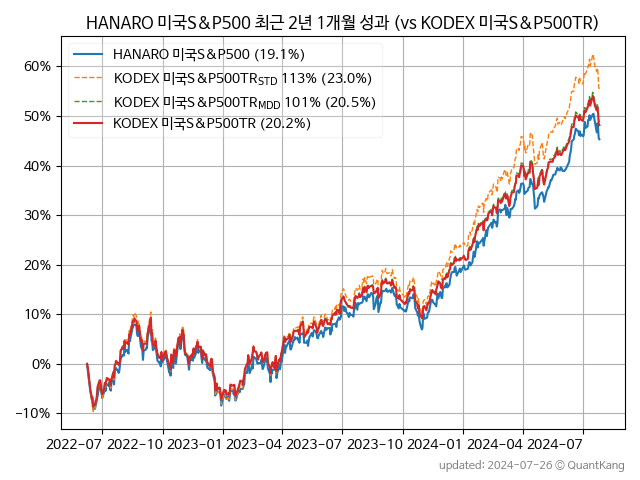 HANARO 미국S&P500 최근 2년 1개월 성과 (vs KODEX 미국S&P500TR)
HANARO 미국S&P500 (19.1%)
KODEX 미국S&P500TR STD 113% (23.0%)
KODEX 미국S&P500TR MDD 101% (20.5%)
KODEX 미국S&P500TR (20.2%)
60%
50%
40%
30%
20%
10%
0%
−10%
2022-07 2022-10 2023-01 2023-04 2023-07 2023-10 2024-01 2024-04 2024-07
updated: 2024-07-26 © QuantKang